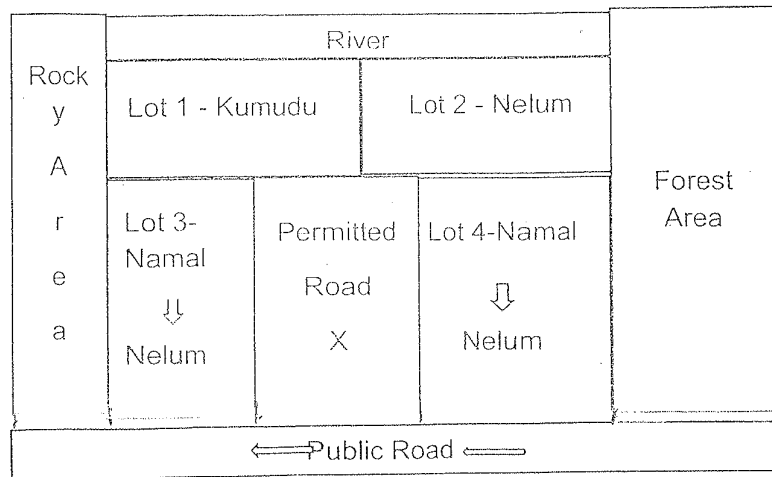 River
Rock
y
A
r
e
a
Lot 1 - Kumudu
Lot 2 - Nelum
Lot 3-
Namal
Nelum
Permitted
Road
X
Lot 4-Namal
Nelum
Forest
Area
Public Road